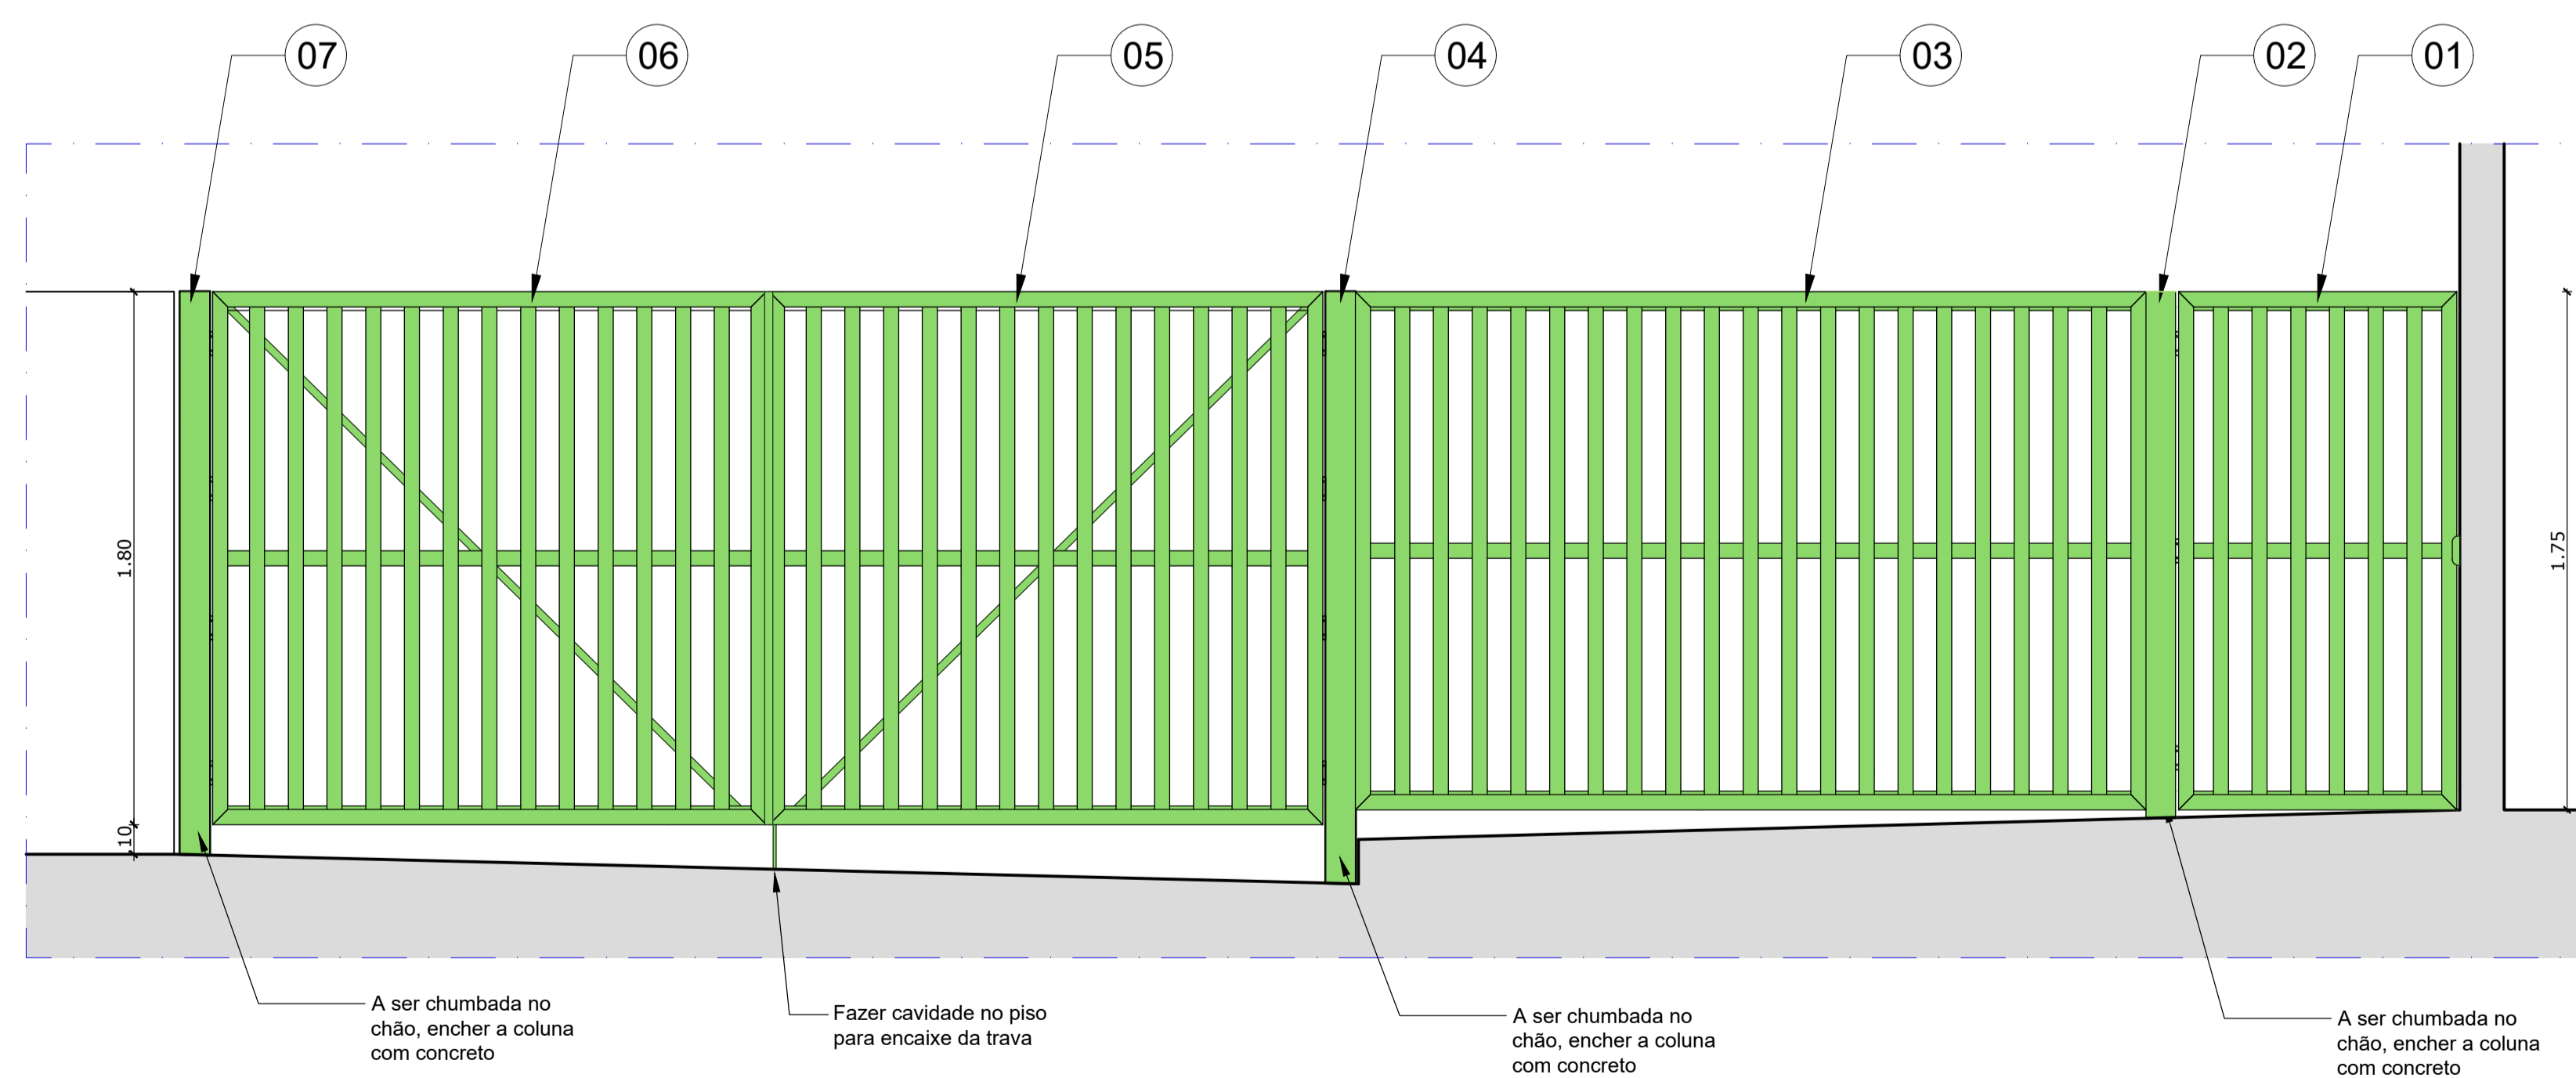 07
06
05
04
03
02
01
1.80
.10
1.75
A ser chumbada no
chão, encher a coluna
com concreto
Fazer cavidade no piso
para encaixe da trava
A ser chumbada no
chão, encher a coluna
com concreto
A ser chumbada no
chão, encher a coluna
com concreto